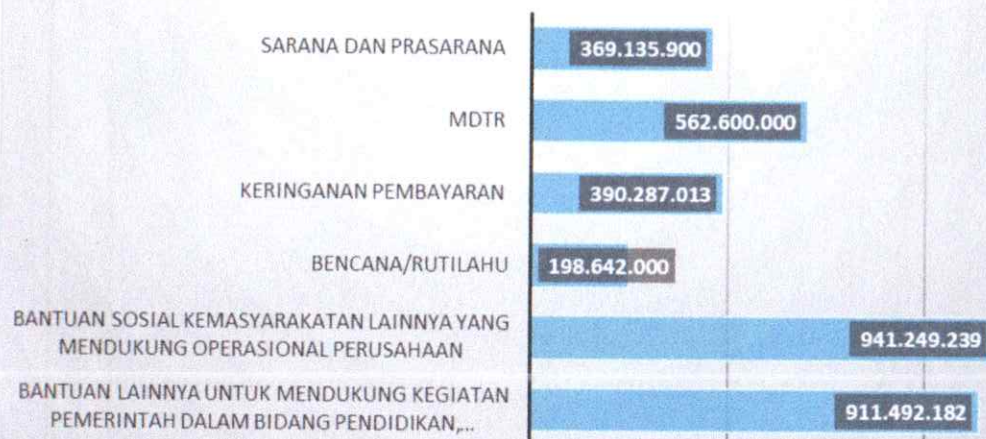 SARANA DAN PRASARANA
369.135.900
MDTR
562.600.000
KERINGANAN PEMBAYARAN
390.287.013
BENCANA/RUTILAHU
198.642.000
BANTUAN SOSIAL KEMASYARAKATAN LAINNYA YANG
MENDUKUNG OPERASIONAL PERUSAHAAN
941.249.239
BANTUAN LAINNYA UNTUK MENDUKUNG KEGIATAN
PEMERINTAH DALAM BIDANG PENDIDIKAN,...
911.492.182